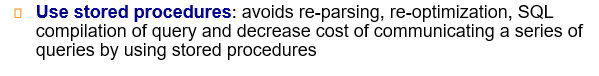 Use stored procedures: avoids re-parsing, re-optimization, SQL
compilation of query and decrease cost of communicating a series of
queries by using stored procedures